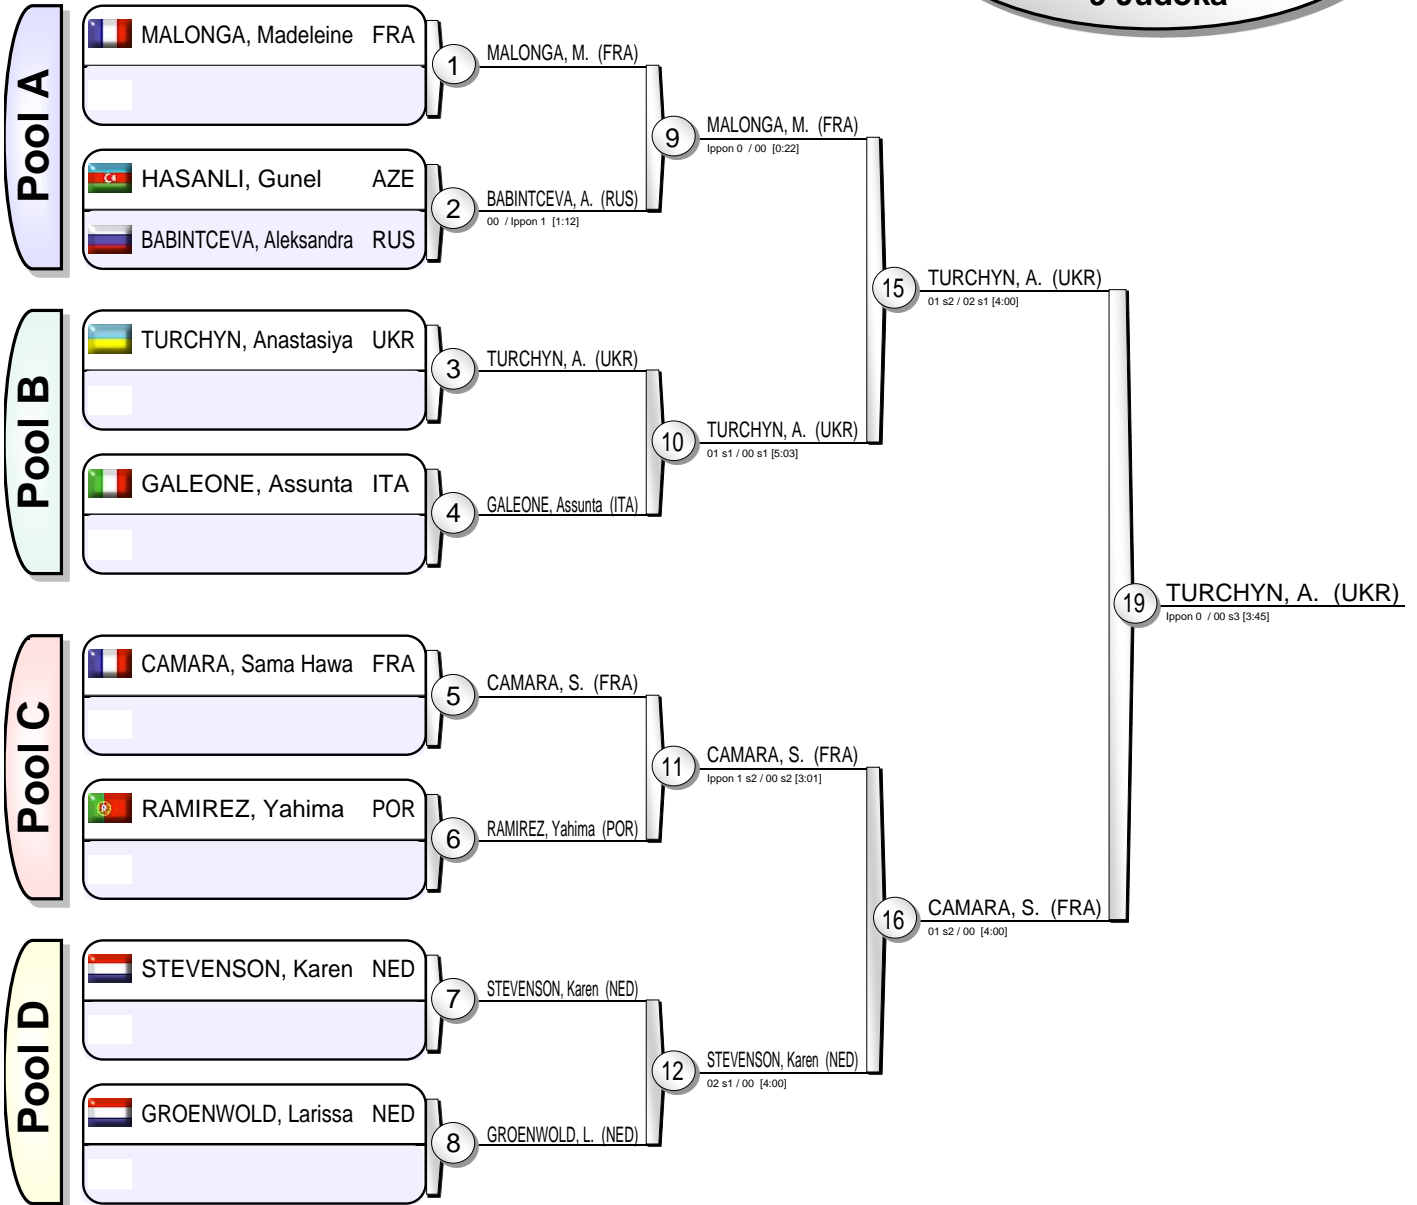 9 Judoka
Pool A
MALONGA, Madeleine FRA
1
MALONGA, M. (FRA)
HASANLI, Gunel AZE
BABINTCEVA, Aleksandra RUS
2
BABINTCEVA, A. (RUS)
00 / Ippon 1 [1:12]
9
MALONGA, M. (FRA)
Ippon 0 / 00 [0:22]
Pool B
TURCHYN, Anastasiya UKR
3
TURCHYN, A. (UKR)
GALEONE, Assunta ITA
4
GALEONE, Assunta (ITA)
10
TURCHYN, A. (UKR)
01 s1 / 00 s1 [5:03]
15
TURCHYN, A. (UKR)
01 s2 / 02 s1 [4:00]
Pool C
CAMARA, Sama Hawa FRA
5
CAMARA, S. (FRA)
RAMIREZ, Yahima POR
6
RAMIREZ, Yahima (POR)
11
CAMARA, S. (FRA)
Ippon 1 s2 / 00 s2 [3:01]
Pool D
STEVENSON, Karen NED
7
STEVENSON, Karen (NED)
GROENWOLD, Larissa NED
8
GROENWOLD, L. (NED)
12
STEVENSON, Karen (NED)
02 s1 / 00 [4:00]
16
CAMARA, S. (FRA)
01 s2 / 00 [4:00]
19
TURCHYN, A. (UKR)
Ippon 0 / 00 s3 [3:45]